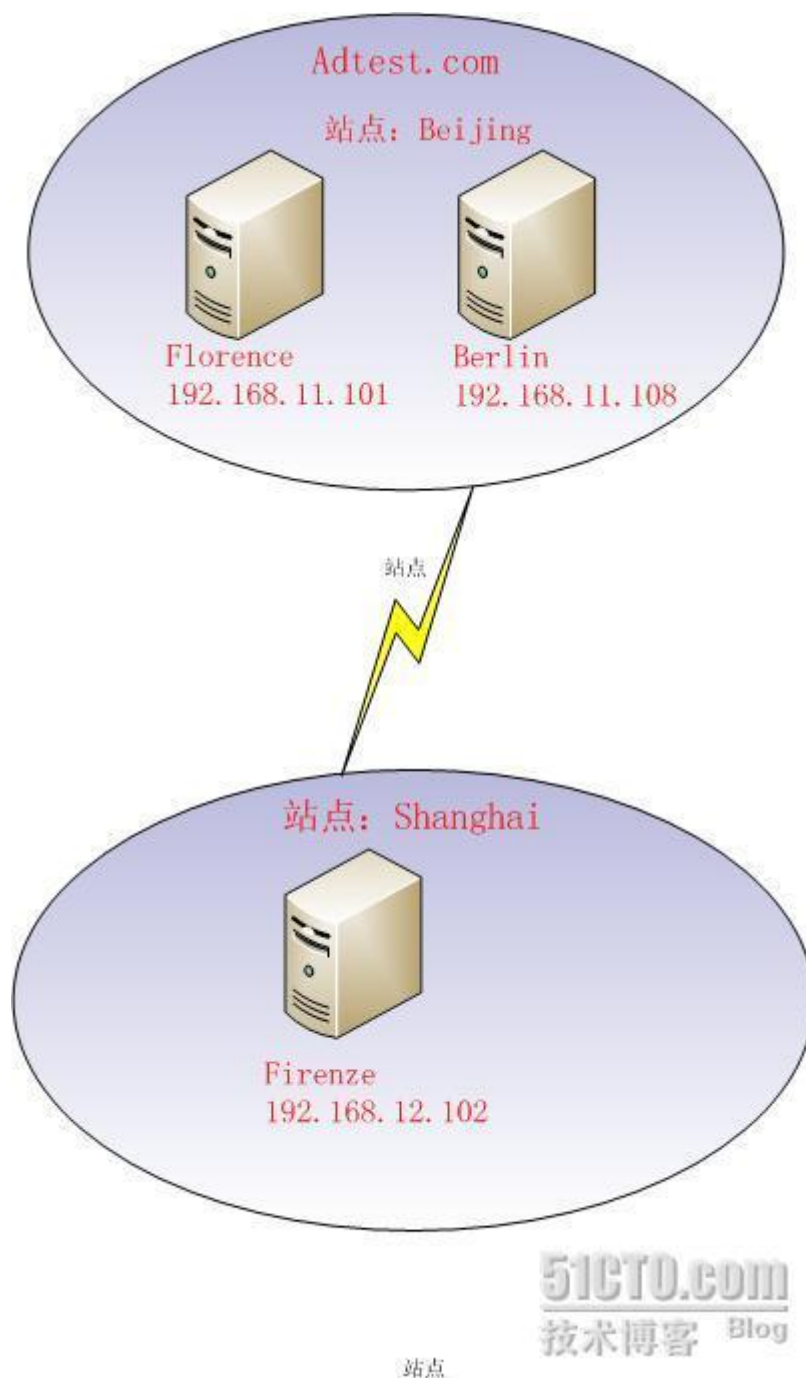 Adtest.com
站点：Beijing
Florence
192.168.11.101
Berlin
192.168.11.108
站点
站点：Shanghai
Firenze
192.168.12.102
51CTO.com
技术博客 Blog
站点